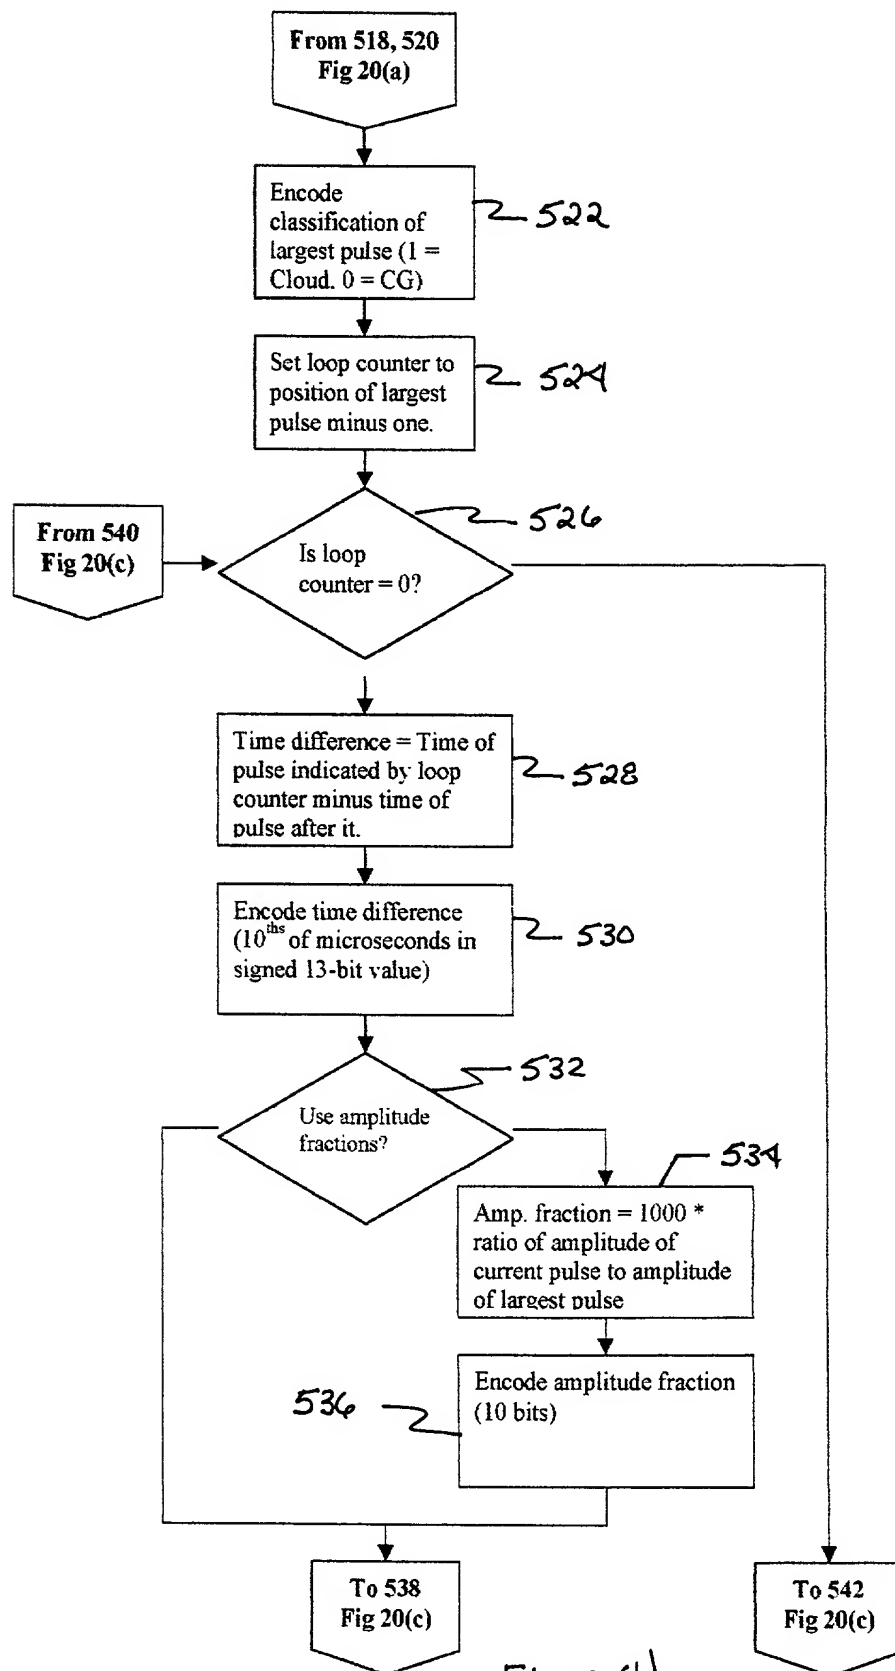 From 518, 520
Fig 20(a)
Encode
classification of
largest pulse (1 =
Cloud. 0 = CG)
522
Set loop counter to
position of largest
pulse minus one.
524
526
From 540
Fig 20(c)
Is loop
counter = 0?
Time difference = Time of
pulse indicated by loop
counter minus time of
pulse after it.
528
Encode time difference
(10ths of microseconds in
signed 13-bit value)
530
532
Use amplitude
fractions?
534
Amp. fraction = 1000 *
ratio of amplitude of
current pulse to amplitude
of largest pulse
Encode amplitude fraction
(10 bits)
536
To 538
Fig 20(c)
To 542
Fig 20(c)